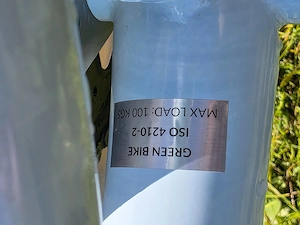 GREEN BIKE
ISO 4210-2
MAX LOAD: 100 KGS